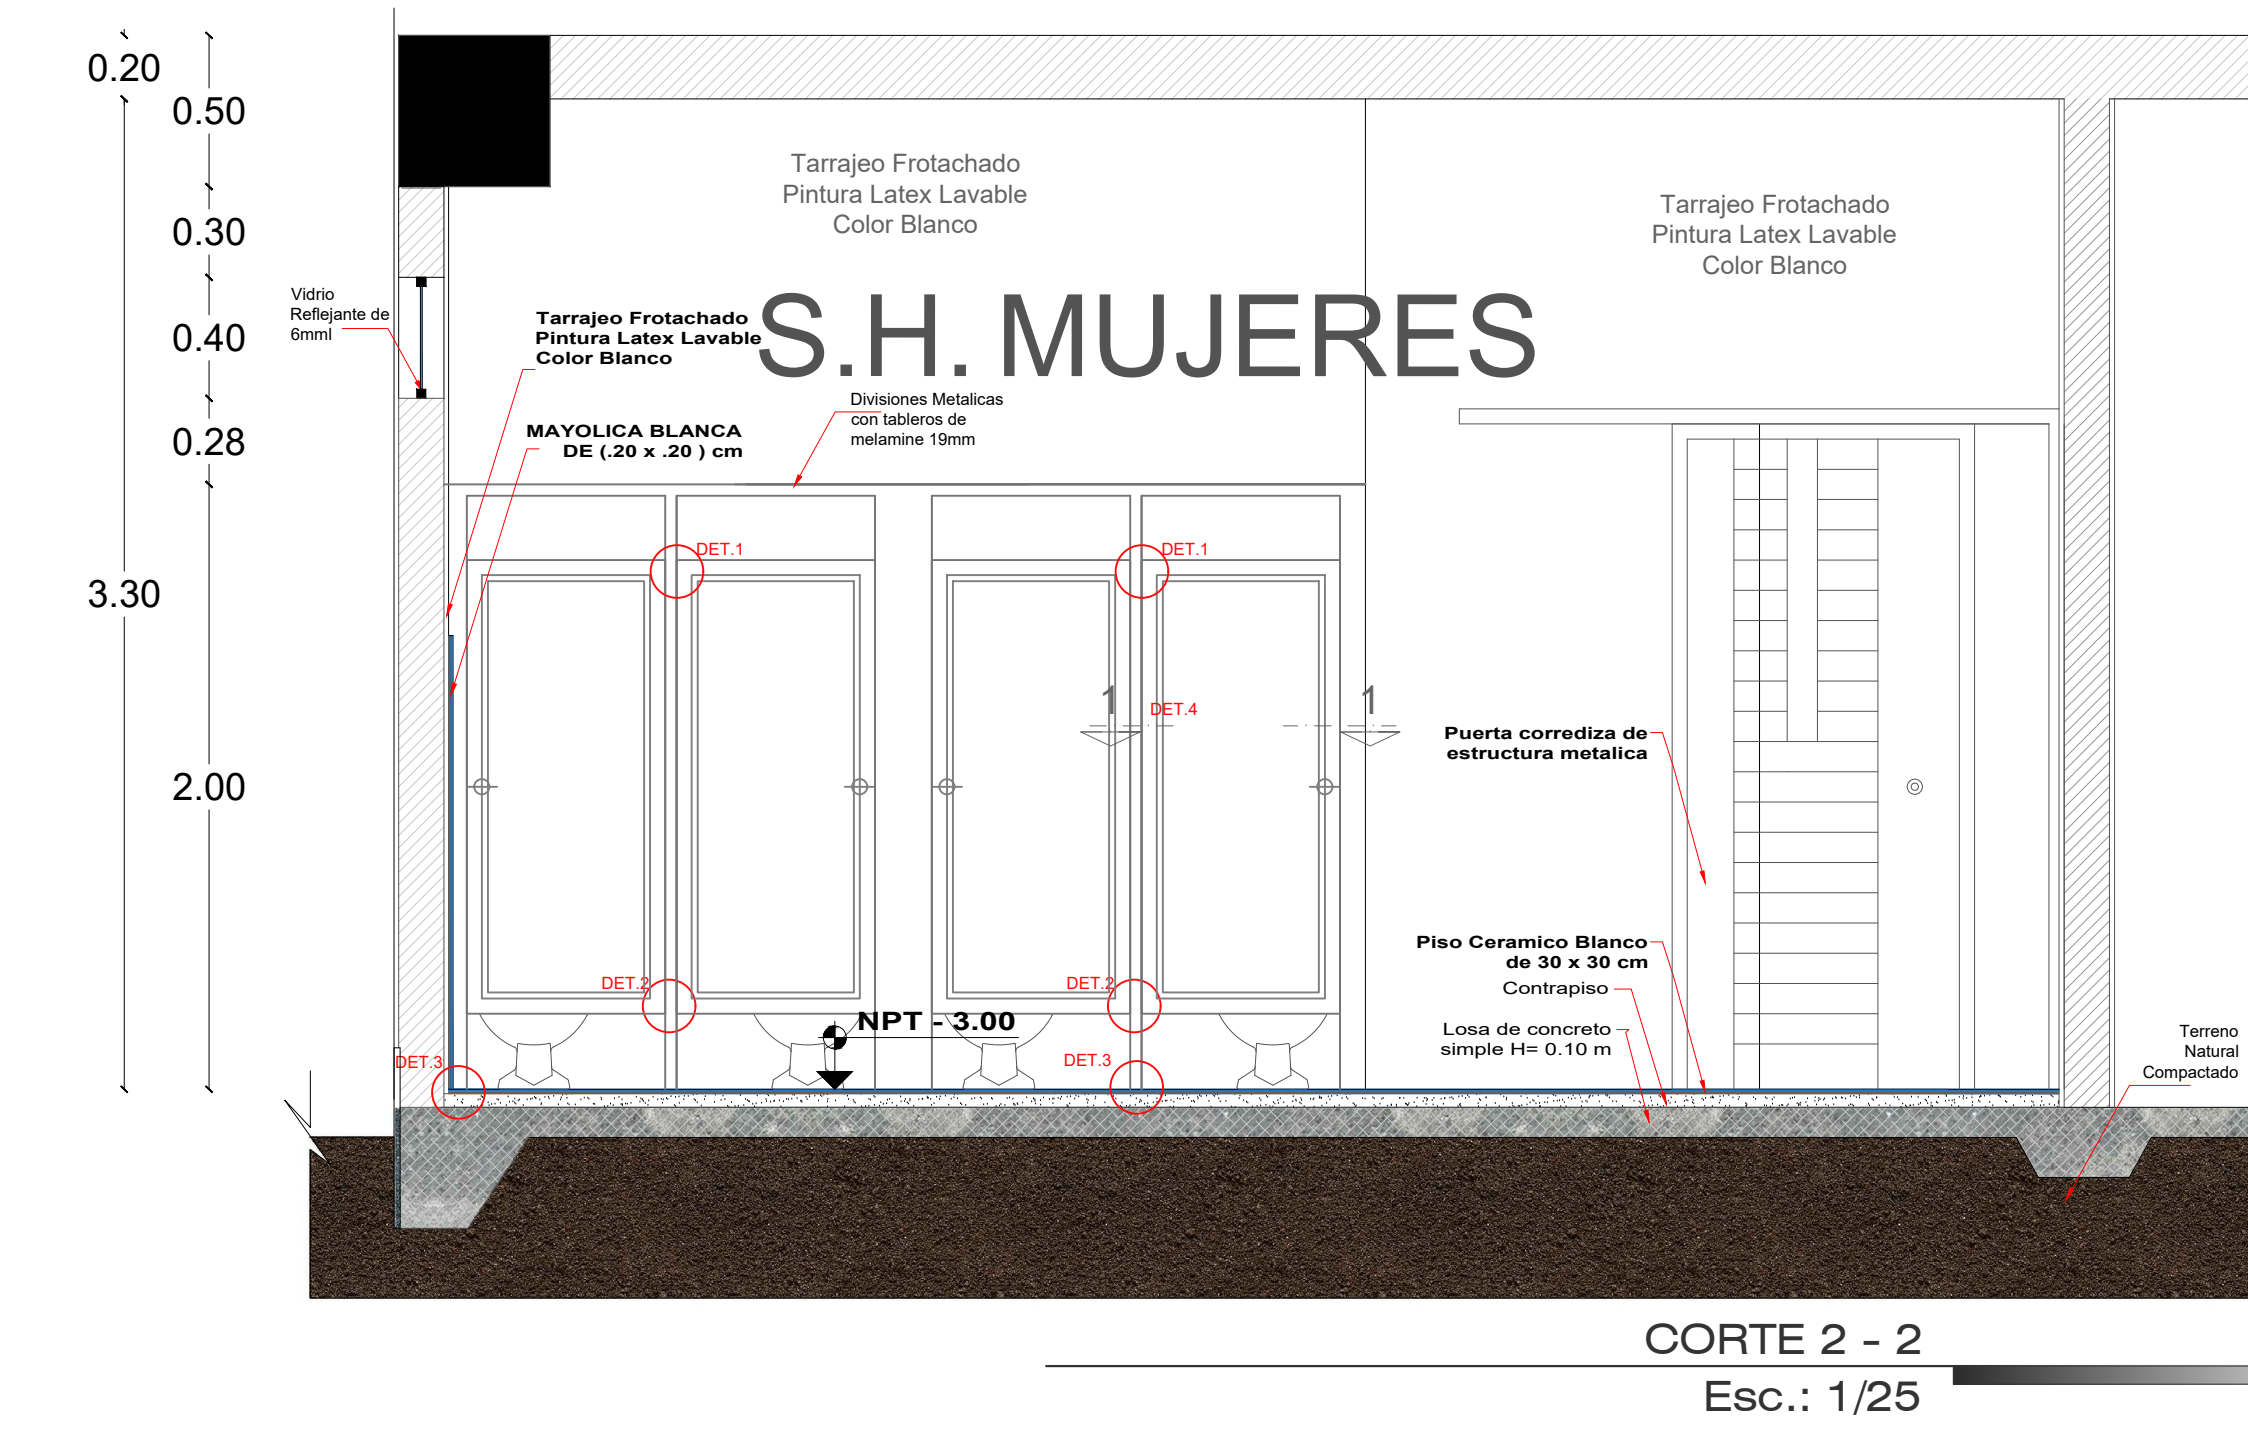 0.20
0.50
Tarrajeo Frotachado
Pintura Latex Lavable
Color Blanco
Tarrajeo Frotachado
Pintura Latex Lavable
Color Blanco
0.30
Vidrio
Reflejante de
6mml
0.40
Tarrajeo Frotachado
Pintura Latex Lavable
Color Blanco
S.H. MUJERES
Divisiones Metalicas
con tableros de
melamine 19mm
MAYOLICA BLANCA
DE (.20 x .20 ) cm
0.28
DET.1
DET.1
3.30
1
1
DET.4
Puerta corrediza de
estructura metalica
2.00
Piso Ceramico Blanco
de 30 x 30 cm
Contrapiso
Losa de concreto
simple H= 0.10 m
DET.2
DET.2
NPT - 3.00
DET.3
DET.3
Terreno
Natural
Compactado
CORTE 2 - 2
Esc.: 1/25